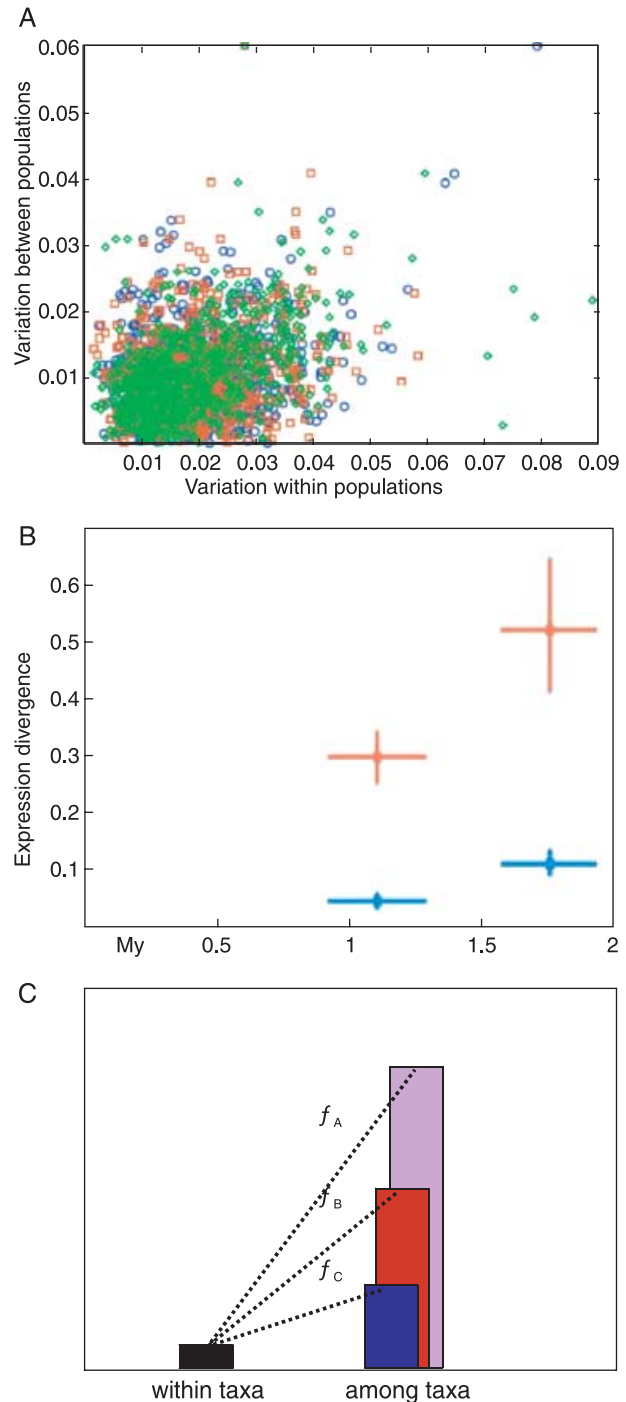 A
Variation between populations
0.06
0.05
0.04
0.03
0.02
0.01
0.01 0.02 0.03 0.04 0.05 0.06 0.07 0.08 0.09
Variation within populations
B
Expression divergence
0.6
0.5
0.4
0.3
0.2
0.1
My 0.5 1 1.5 2
C
f A
f B
f C
within taxa among taxa